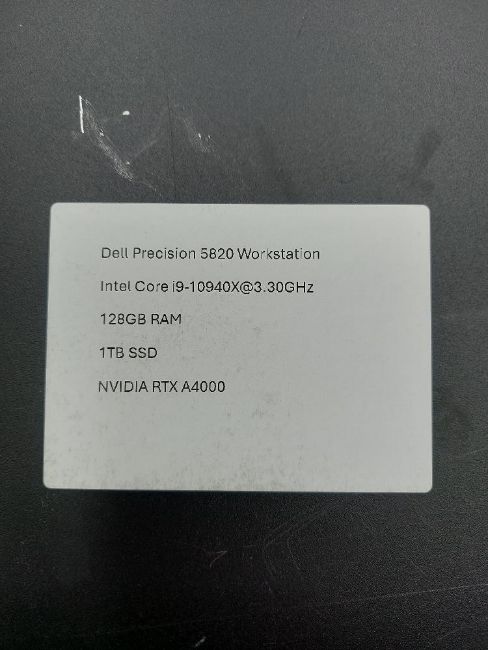 Dell Precision 5820 Workstation
Intel Core i9-10940X@3.30GHz
128GB RAM
1TB SSD
NVIDIA RTX A4000